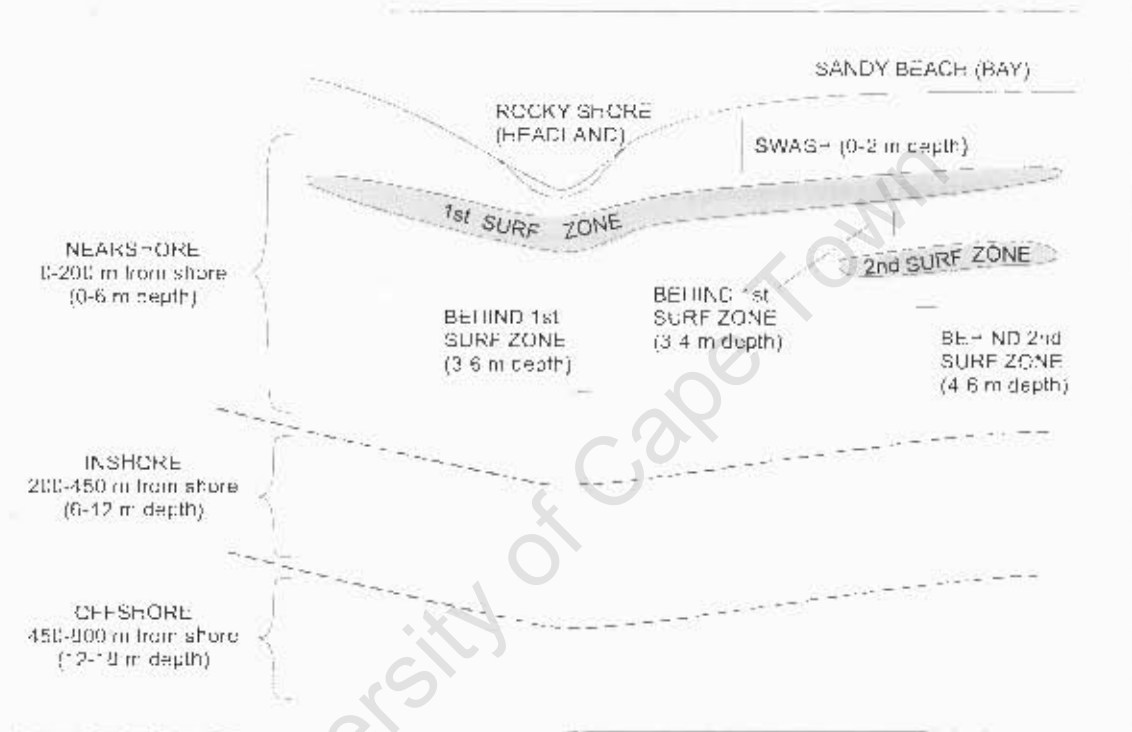 SANDY BEACH (BAY)
ROCKY SHORE
(HEADLAND)
SWASH (0-2 m depth)
1st SURF ZONE
2nd SURF ZONE
NEARSHORE
0-200 m from shore
(0-6 m depth)
BEHIND 1st
SURF ZONE
(3-6 m depth)
BEHIND 1st
SURF ZONE
(3-4 m depth)
BEHIND 2nd
SURF ZONE
(4-6 m depth)
INSHORE
200-450 m from shore
(6-12 m depth)
OFFSHORE
m from shore
m depth)
University of Cape Town